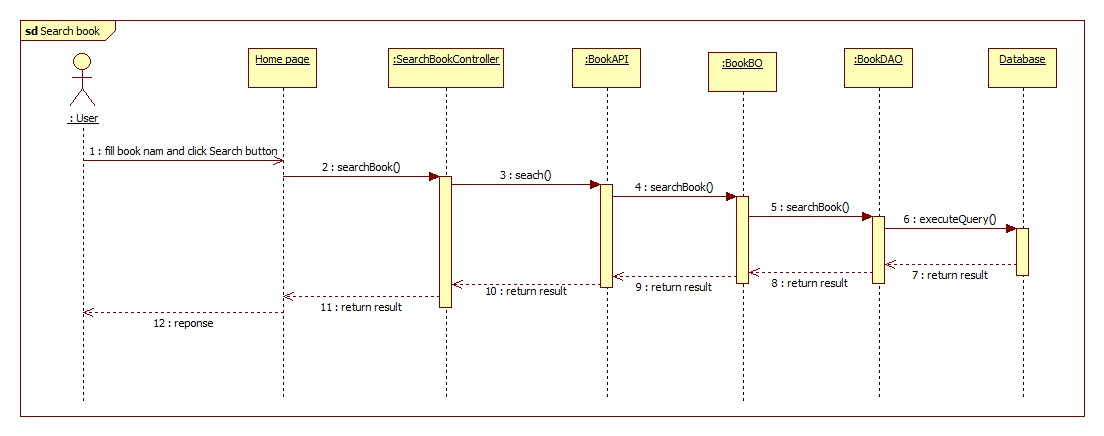 sd Search book
Home page
:SearchBookController
:BookAPI
:BookBO
:BookDAO
Database
: User
1 : fill book nam and click Search button
2 : searchBook()
3 : seach()
4 : searchBook()
5 : searchBook()
6 : executeQuery()
7 : return result
8 : return result
9 : return result
10 : return result
11 : return result
12 : reponse